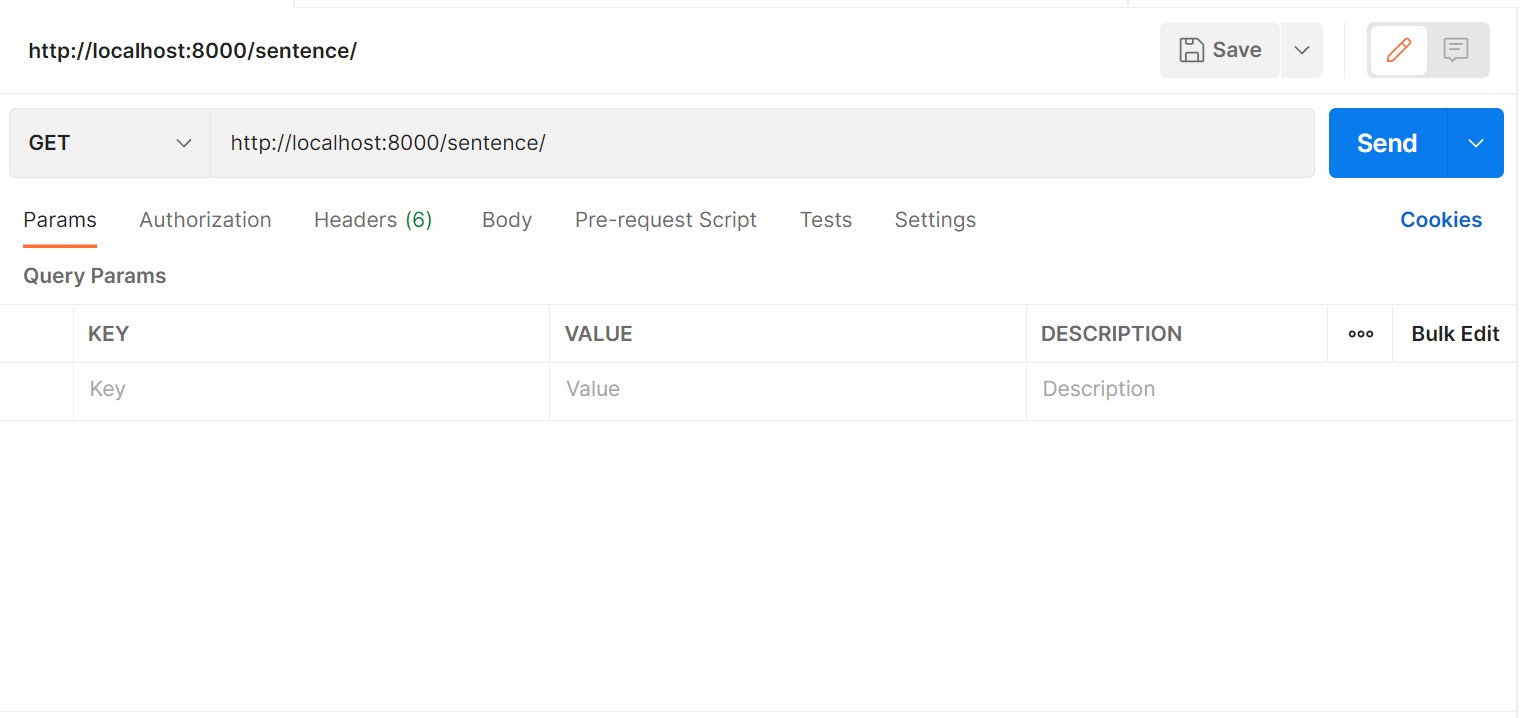 http://localhost:8000/sentence/ Save
GET http://localhost:8000/sentence/ Send
Params Authorization Headers (6) Body Pre-request Script Tests Settings Cookies
Query Params
KEY VALUE DESCRIPTION ooo Bulk Edit
Key Value Description